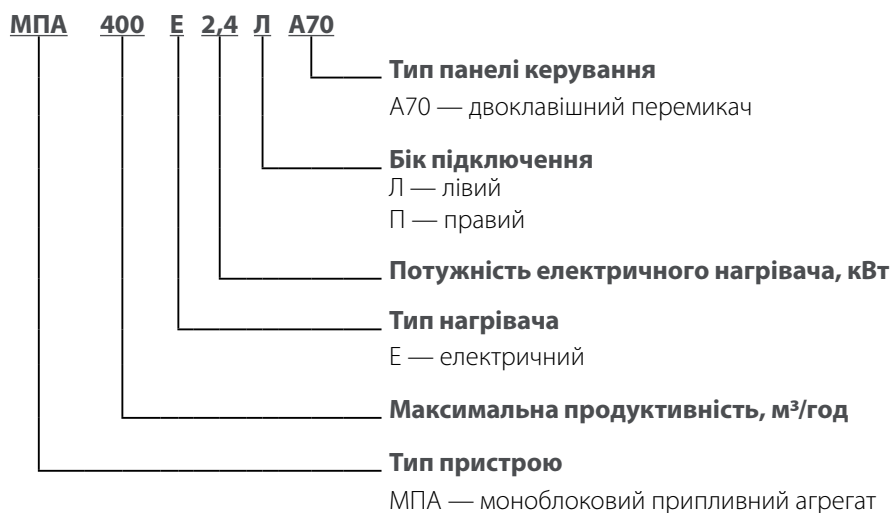 МПА 400 Е 2,4 Л А70
Тип панелі керування
А70 — двоклавішний перемикач
Бік підключення
Л — лівий
П — правий
Потужність електричного нагрівача, кВт
Тип нагрівача
Е — електричний
Максимальна продуктивність, м³/год
Тип пристрою
МПА — моноблоковий припливний агрегат